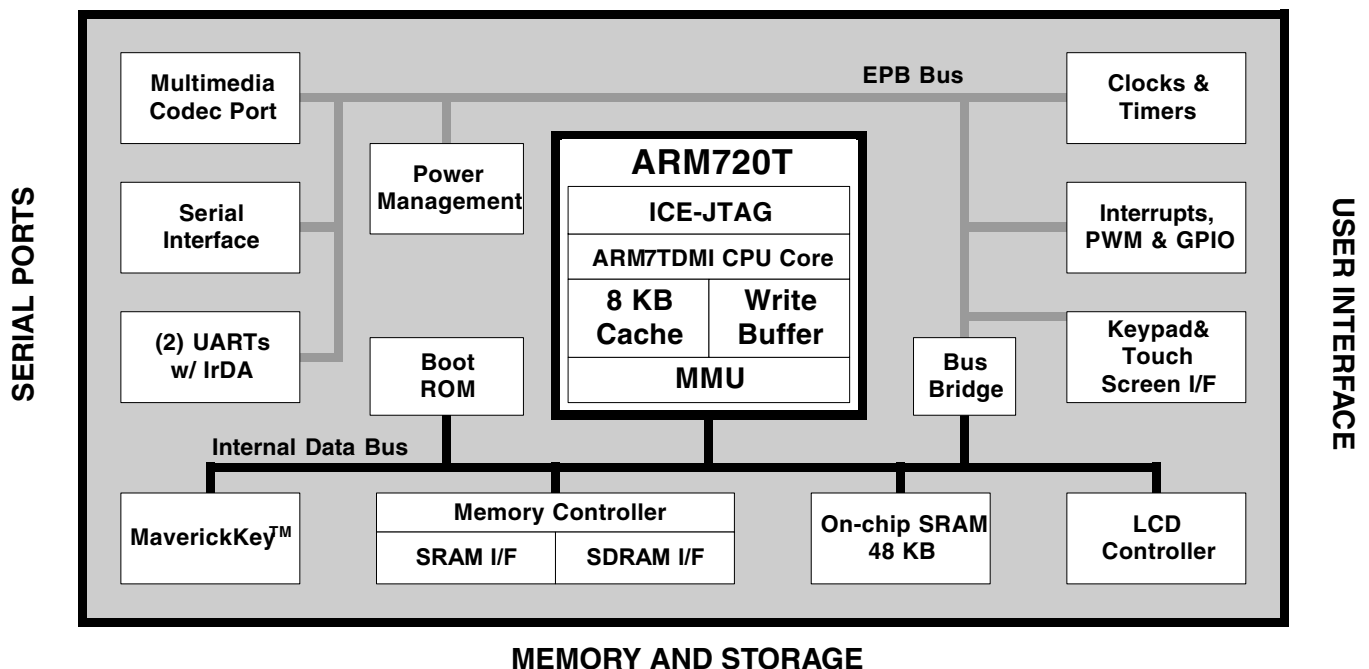 SERIAL PORTS
Multimedia
Codec Port
Serial
Interface
(2) UARTs
w/ IrDA
Power
Management
Boot
ROM
EPB Bus
ARM720T
ICE-JTAG
ARM7TDMI CPU Core
8 KB
Cache
Write
Buffer
MMU
Bus
Bridge
Clocks &
Timers
Interrupts,
PWM & GPIO
Keypad&
Touch
Screen I/F
USER INTERFACE
Internal Data Bus
MaverickKey™
Memory Controller
SRAM I/F
SDRAM I/F
On-chip SRAM
48 KB
LCD
Controller
MEMORY AND STORAGE